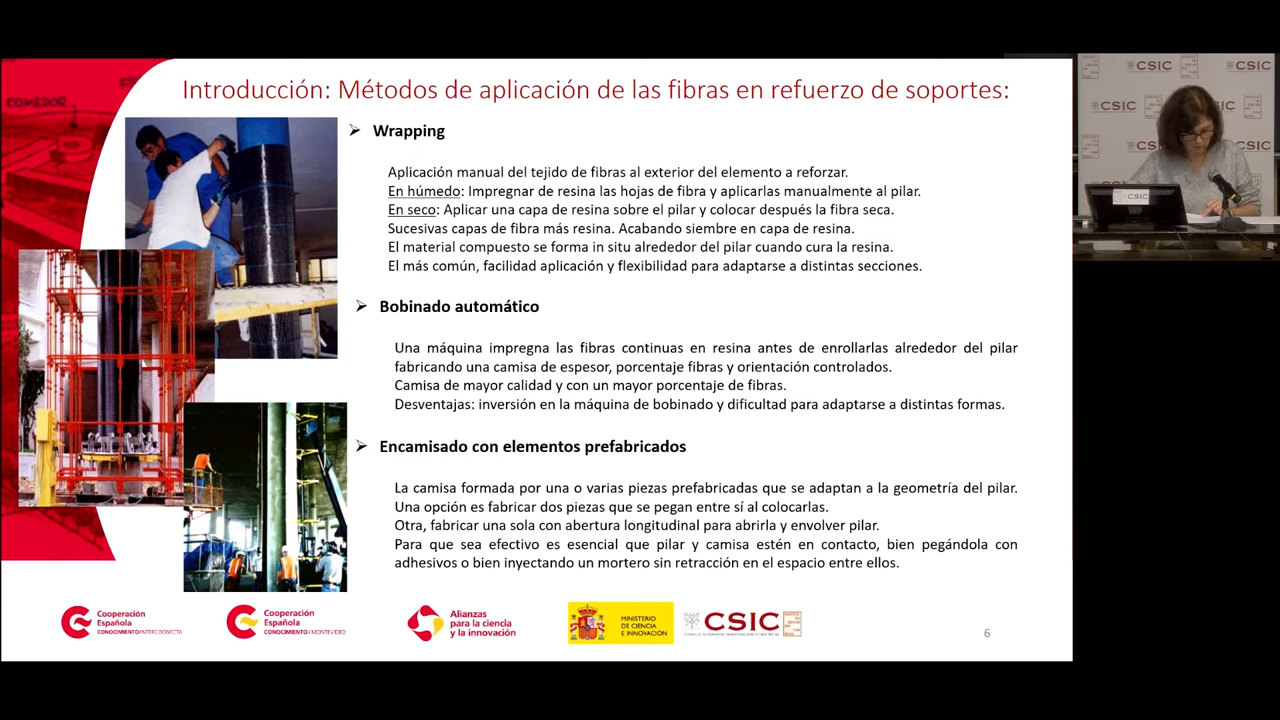 COMEDOR
Introducción: Métodos de aplicación de las fibras en refuerzo de soportes:
Wrapping
Aplicación manual del tejido de fibras al exterior del elemento a reforzar.
En húmedo: Impregnar de resina las hojas de fibra y aplicarlas manualmente al pilar.
En seco: Aplicar una capa de resina sobre el pilar y colocar después la fibra seca.
Sucesivas capas de fibra más resina. Acabando siembre en capa de resina.
El material compuesto se forma in situ alrededor del pilar cuando cura la resina.
El más común, facilidad aplicación y flexibilidad para adaptarse a distintas secciones.
Bobinado automático
Una máquina impregna las fibras continuas en resina antes de enrollarlas alrededor del pilar
fabricando una camisa de espesor, porcentaje fibras y orientación controlados.
Camisa de mayor calidad y con un mayor porcentaje de fibras.
Desventajas: inversión en la máquina de bobinado y dificultad para adaptarse a distintas formas.
Encamisado con elementos prefabricados
La camisa formada por una o varias piezas prefabricadas que se adaptan a la geometría del pilar.
Una opción es fabricar dos piezas que se pegan entre sí al colocarlas.
Otra, fabricar una sola con abertura longitudinal para abrirla y envolver pilar.
Para que sea efectivo es esencial que pilar y camisa estén en contacto, bien pegándola con
adhesivos o bien inyectando un mortero sin retracción en el espacio entre ellos.
Cooperación
Española
CONOCIMIENTO/INTERCOONECTA
Cooperación
Española
CONOCIMIENTO/MONTEVIDEO
Alianzas
para la ciencia
y la innovación
MINISTERIO
DE CIENCIA
E INNOVACIÓN
CSIC
6
CSIC
CSIC
CSIC
CSIC
CSIC